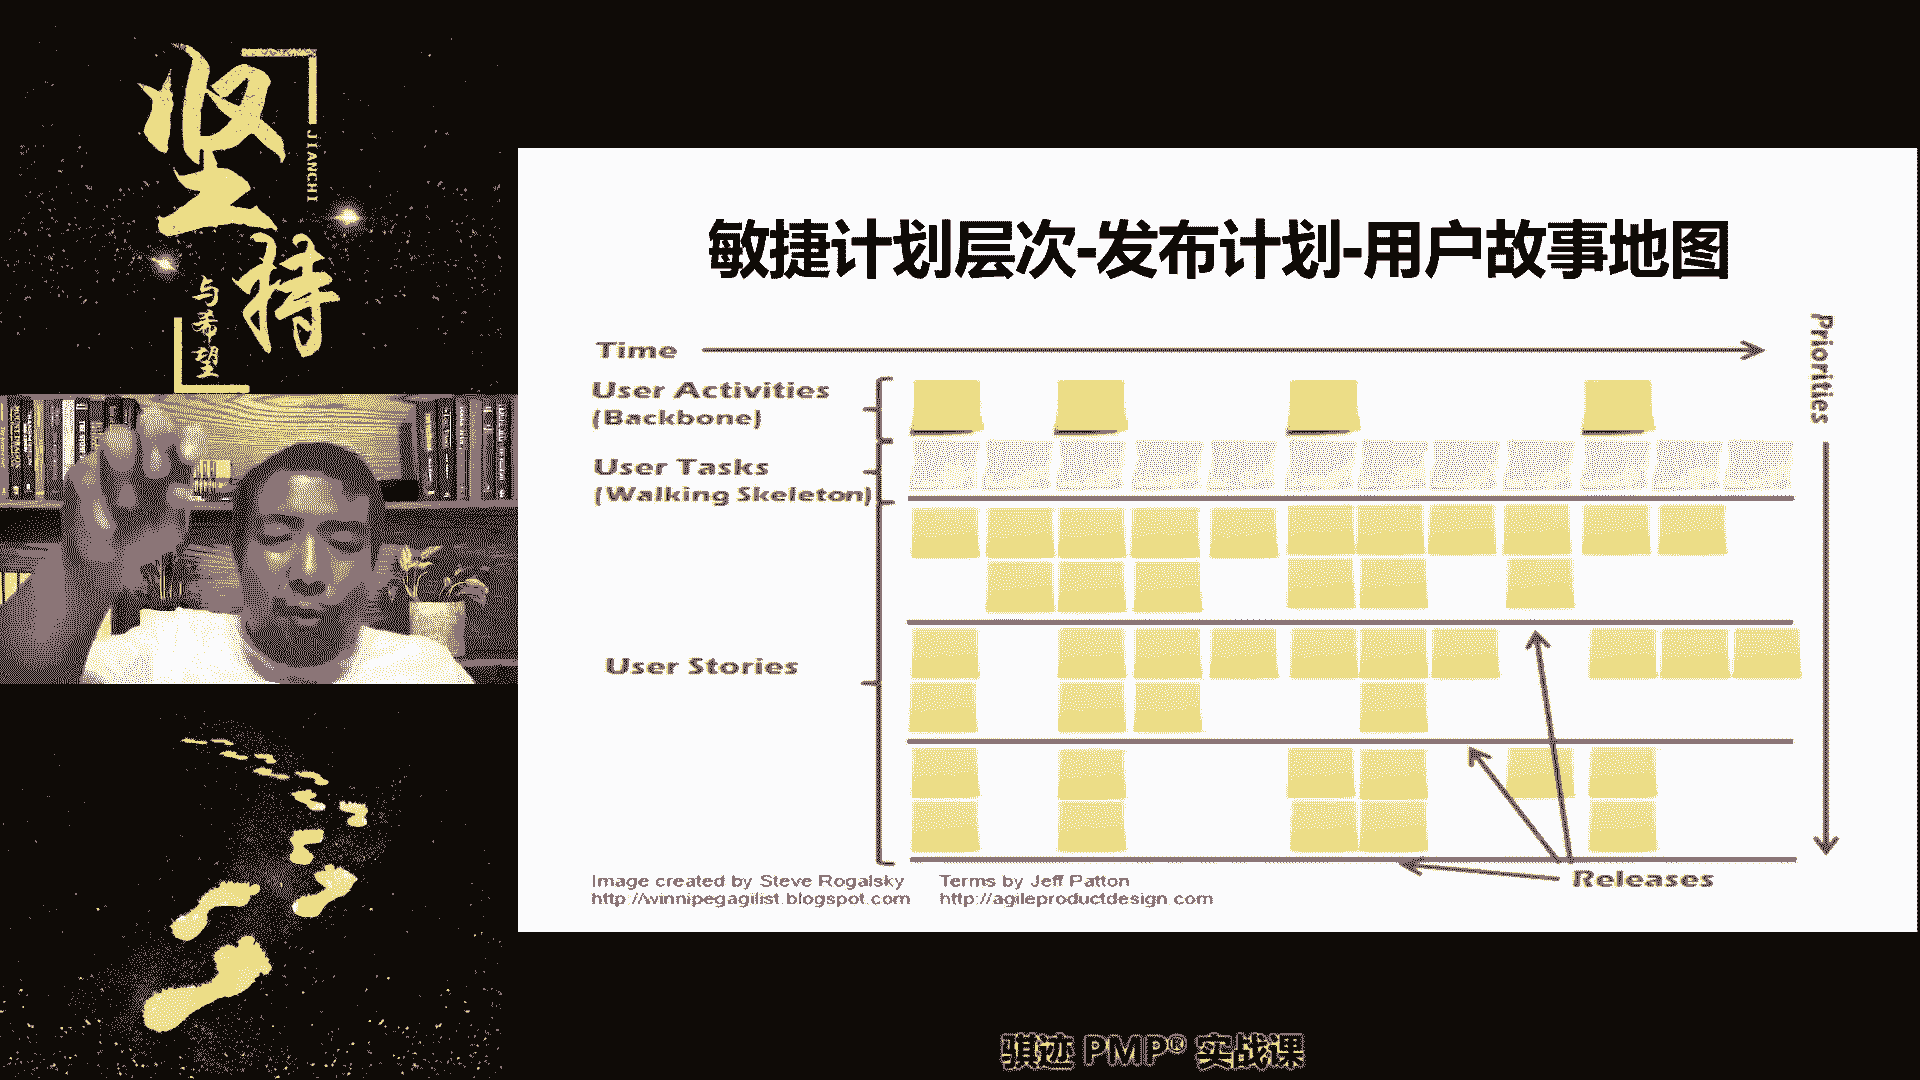 坚持
JIANCHI
与希望
敏捷计划层次-发布计划-用户故事地图
Time
Priorities
User Activities
(Backbone)
User Tasks
(Walking Skeleton)
User Stories
Releases
Image created by Steve Rogalsky
http://winnipegagilist.blogspot.com
Terms by Jeff Patton
http://agileproductdesign.com
骐迹 PMP® 实战课